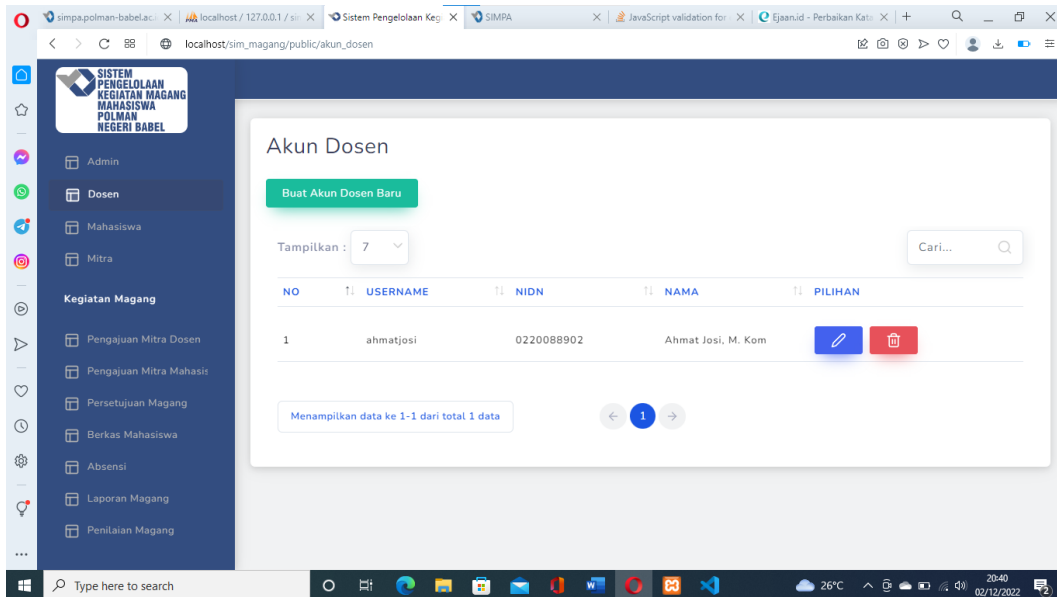 simpa.polman-babel.ac.
localhost / 127.0.0.1 / sin
Sistem Pengelolaan Keg
SIMPA
JavaScript validation for
Ejaan.id - Perbaikan Kata
localhost/sim_magang/public/akun_dosen
SISTEM
PENGELOLAAN
KEGIATAN MAGANG
MAHASISWA
POLMAN
NEGERI BABEL
Admin
Dosen
Mahasiswa
Mitra
Kegiatan Magang
Pengajuan Mitra Dosen
Pengajuan Mitra Mahasis
Persetujuan Magang
Berkas Mahasiswa
Absensi
Laporan Magang
Penilaian Magang
Akun Dosen
Buat Akun Dosen Baru
Tampilkan : 7
Cari...
NO USERNAME NIDN NAMA PILIHAN
1 ahmatjosi 0220088902 Ahmat Josi, M. Kom
Menampilkan data ke 1-1 dari total 1 data
1
Type here to search
26°C
20:40
02/12/2022
2